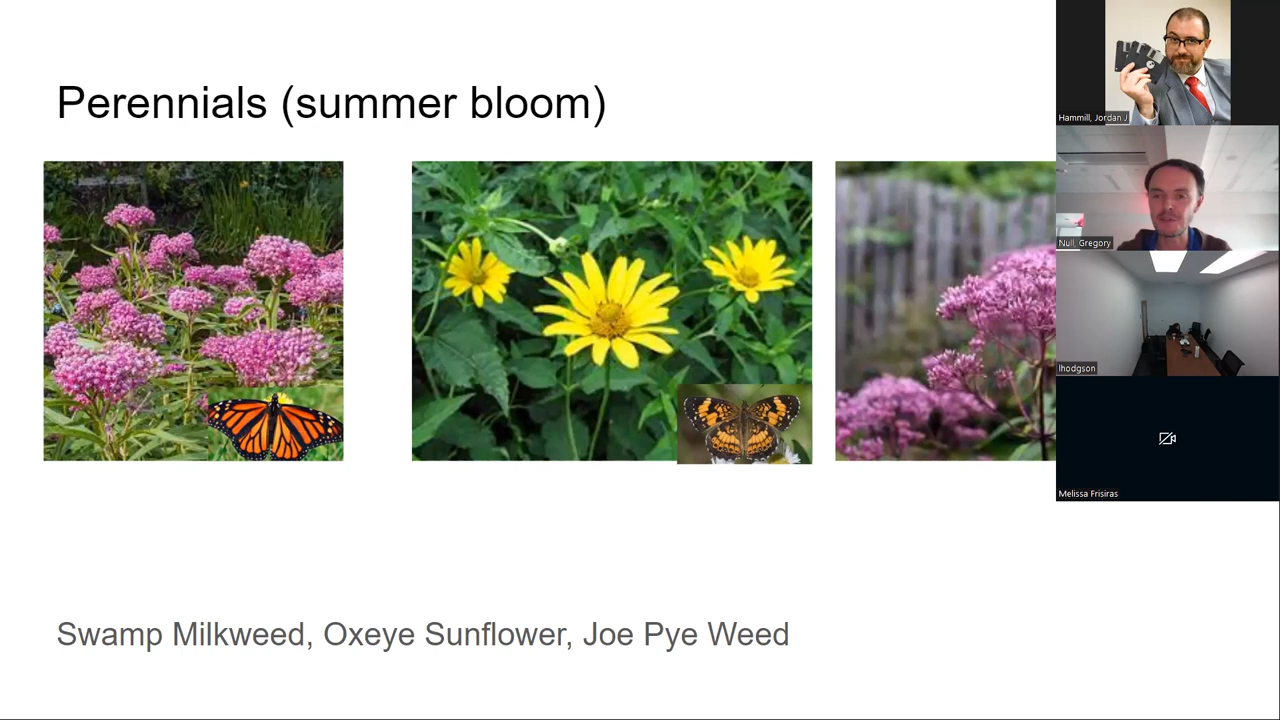 Perennials (summer bloom)
Hammill, Jordan J
Null, Gregory
lhodgson
Melissa Frisiras
Swamp Milkweed, Oxeye Sunflower, Joe Pye Weed